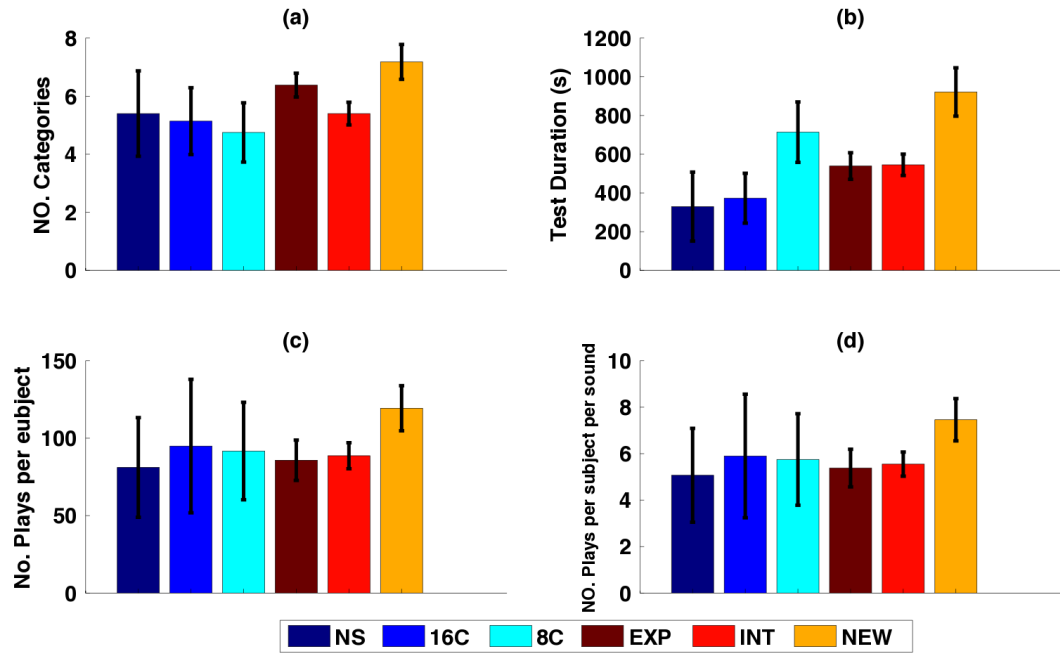 (a)
NO. Categories
8
6
4
2
0
(b)
Test Duration (s)
1200
1000
800
600
400
200
0
(c)
No. Plays per eubject
150
100
50
0
(d)
NO. Plays per subject per sound
10
8
6
4
2
0
NS 16C 8C EXP INT NEW